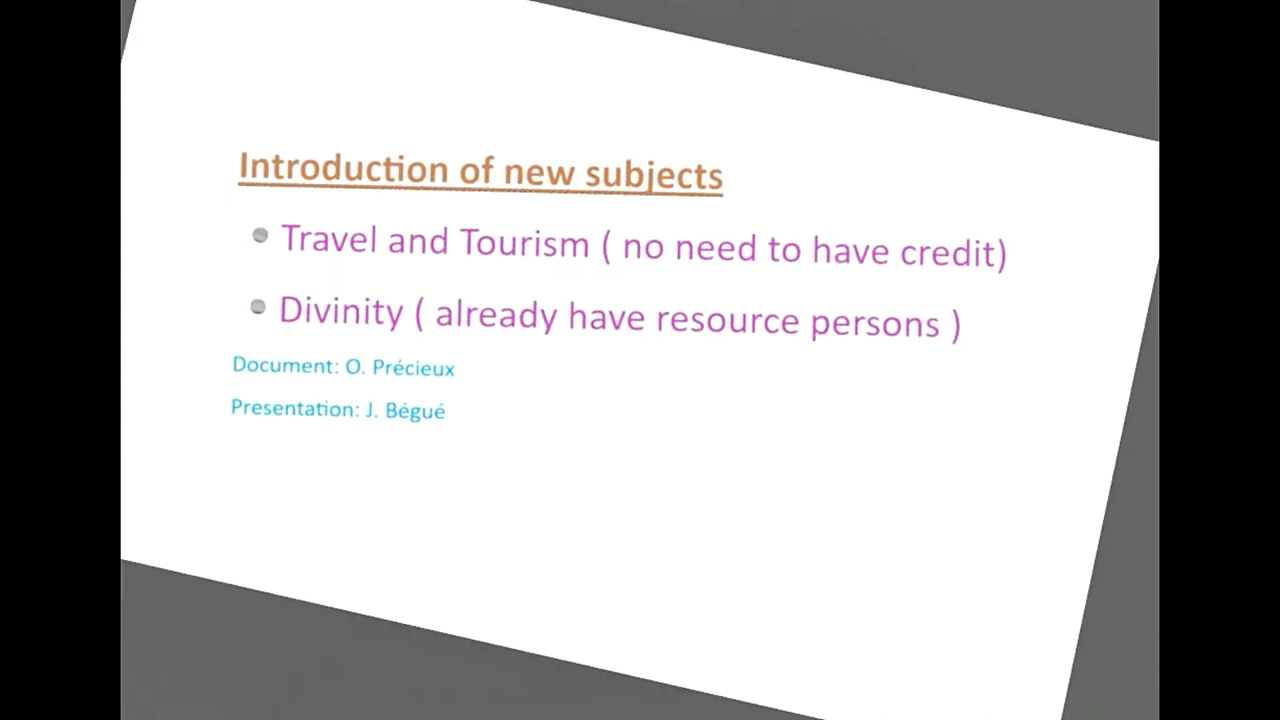 Introduction of new subjects
Travel and Tourism ( no need to have credit)
Divinity ( already have resource persons )
Document: O. Précieux
Presentation: J. Bégué